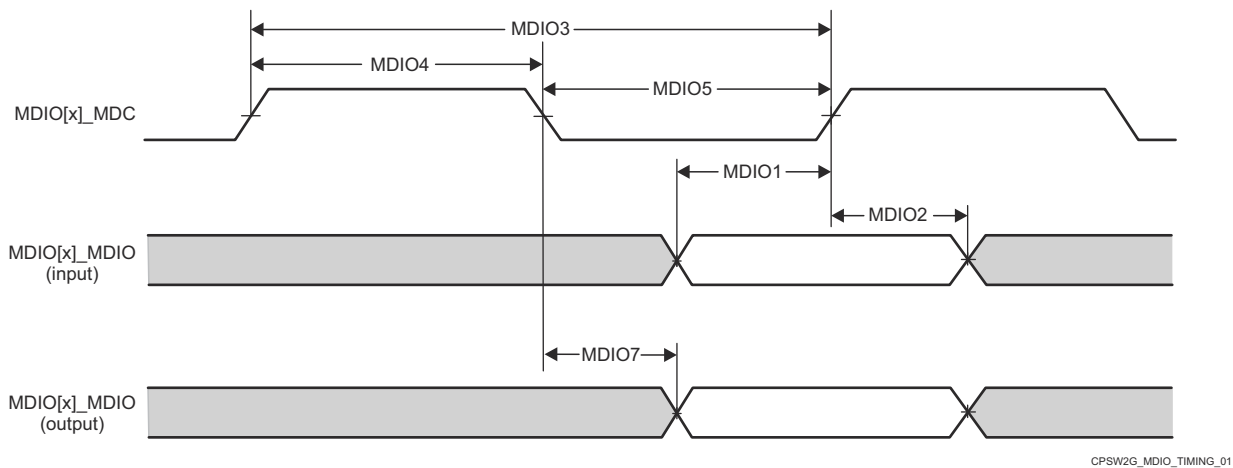 MDIO3
MDIO4
MDIO5
MDIO[x]_MDC
MDIO1
MDIO2
MDIO[x]_MDIO
(input)
MDIO7
MDIO[x]_MDIO
(output)
CPSW2G_MDIO_TIMING_01